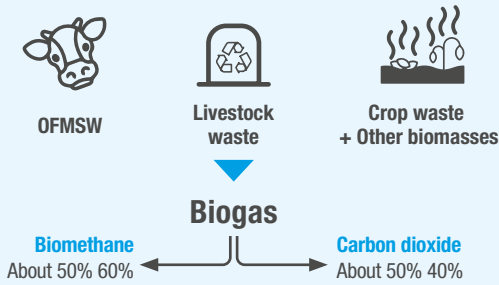 OFMSW
Livestock
waste
Crop waste
+ Other biomasses
Biogas
Biomethane
About 50% 60%
Carbon dioxide
About 50% 40%